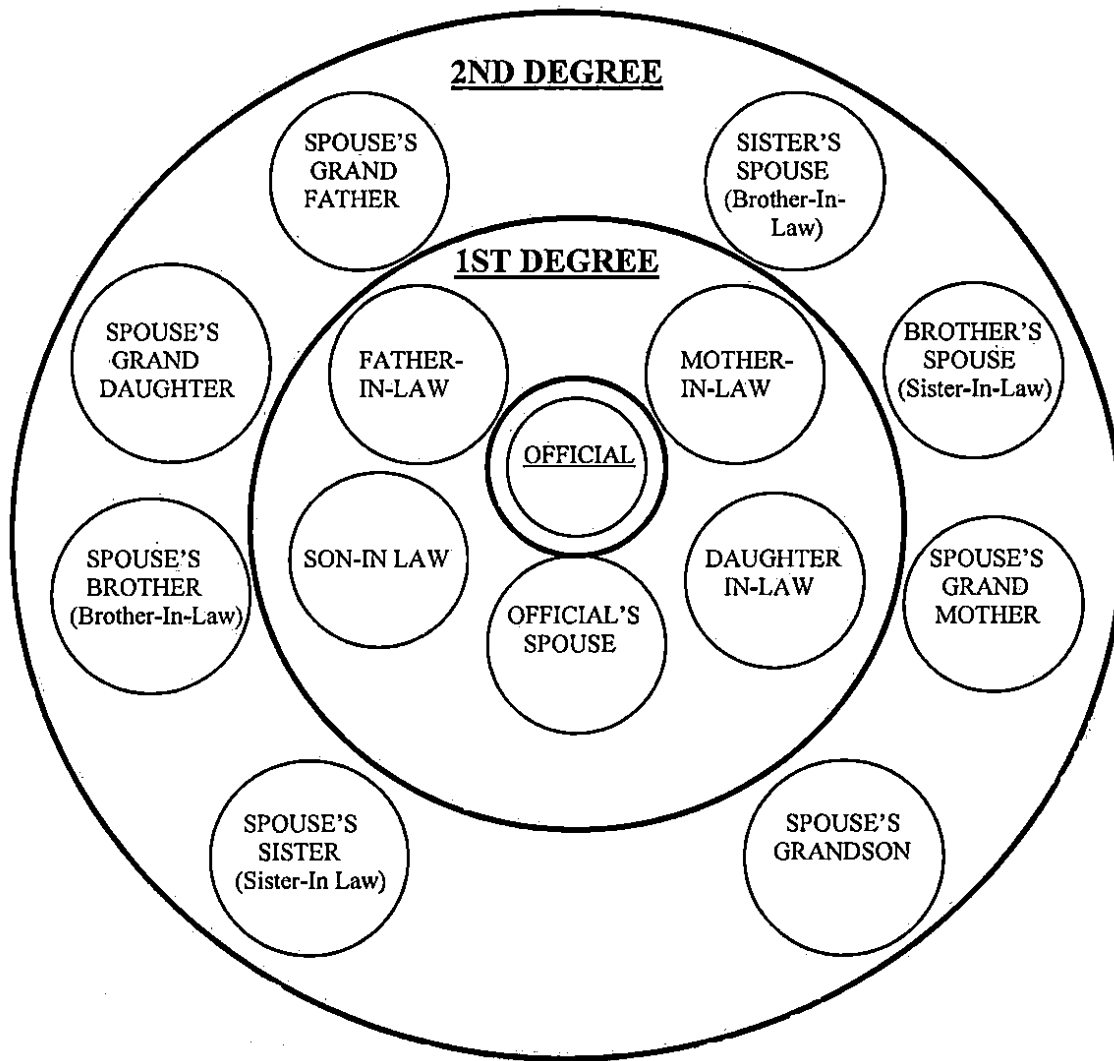 2ND DEGREE
SPOUSE'S
GRAND
FATHER
SISTER'S
SPOUSE
(Brother-In-
Law)
1ST DEGREE
SPOUSE'S
GRAND
DAUGHTER
FATHER-
IN-LAW
MOTHER-
IN-LAW
BROTHER'S
SPOUSE
(Sister-In-Law)
OFFICIAL
SPOUSE'S
BROTHER
(Brother-In-Law)
SON-IN LAW
OFFICIAL'S
SPOUSE
DAUGHTER
IN-LAW
SPOUSE'S
GRAND
MOTHER
SPOUSE'S
SISTER
(Sister-In Law)
SPOUSE'S
GRANDSON